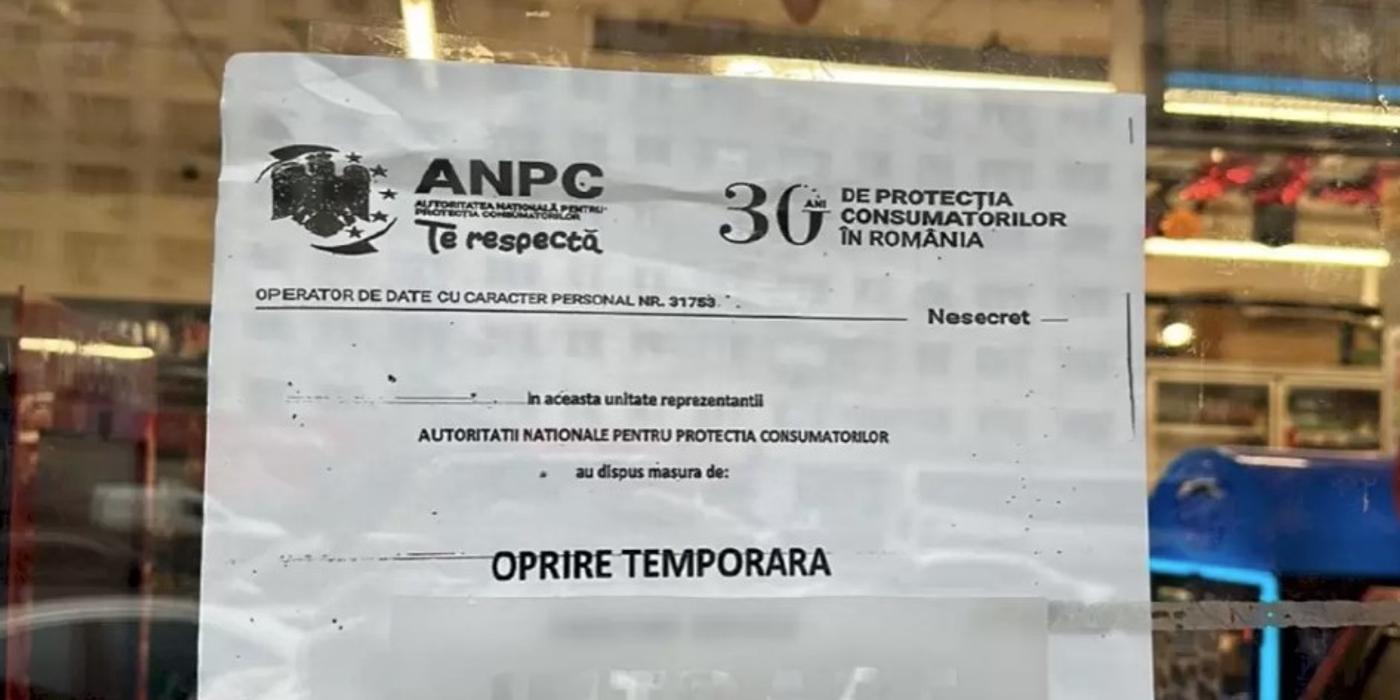 ANPC
AUTORITATEA NAȚIONALĂ PENTRU
PROTECȚIA CONSUMATORILOR
Te respectă
30 ANI
DE PROTECȚIA
CONSUMATORILOR
ÎN ROMÂNIA
OPERATOR DE DATE CU CARACTER PERSONAL NR. 31753
Nesecret
in aceasta unitate reprezentantii
AUTORITATII NATIONALE PENTRU PROTECTIA CONSUMATORILOR
au dispus masura de:
OPRIRE TEMPORARA